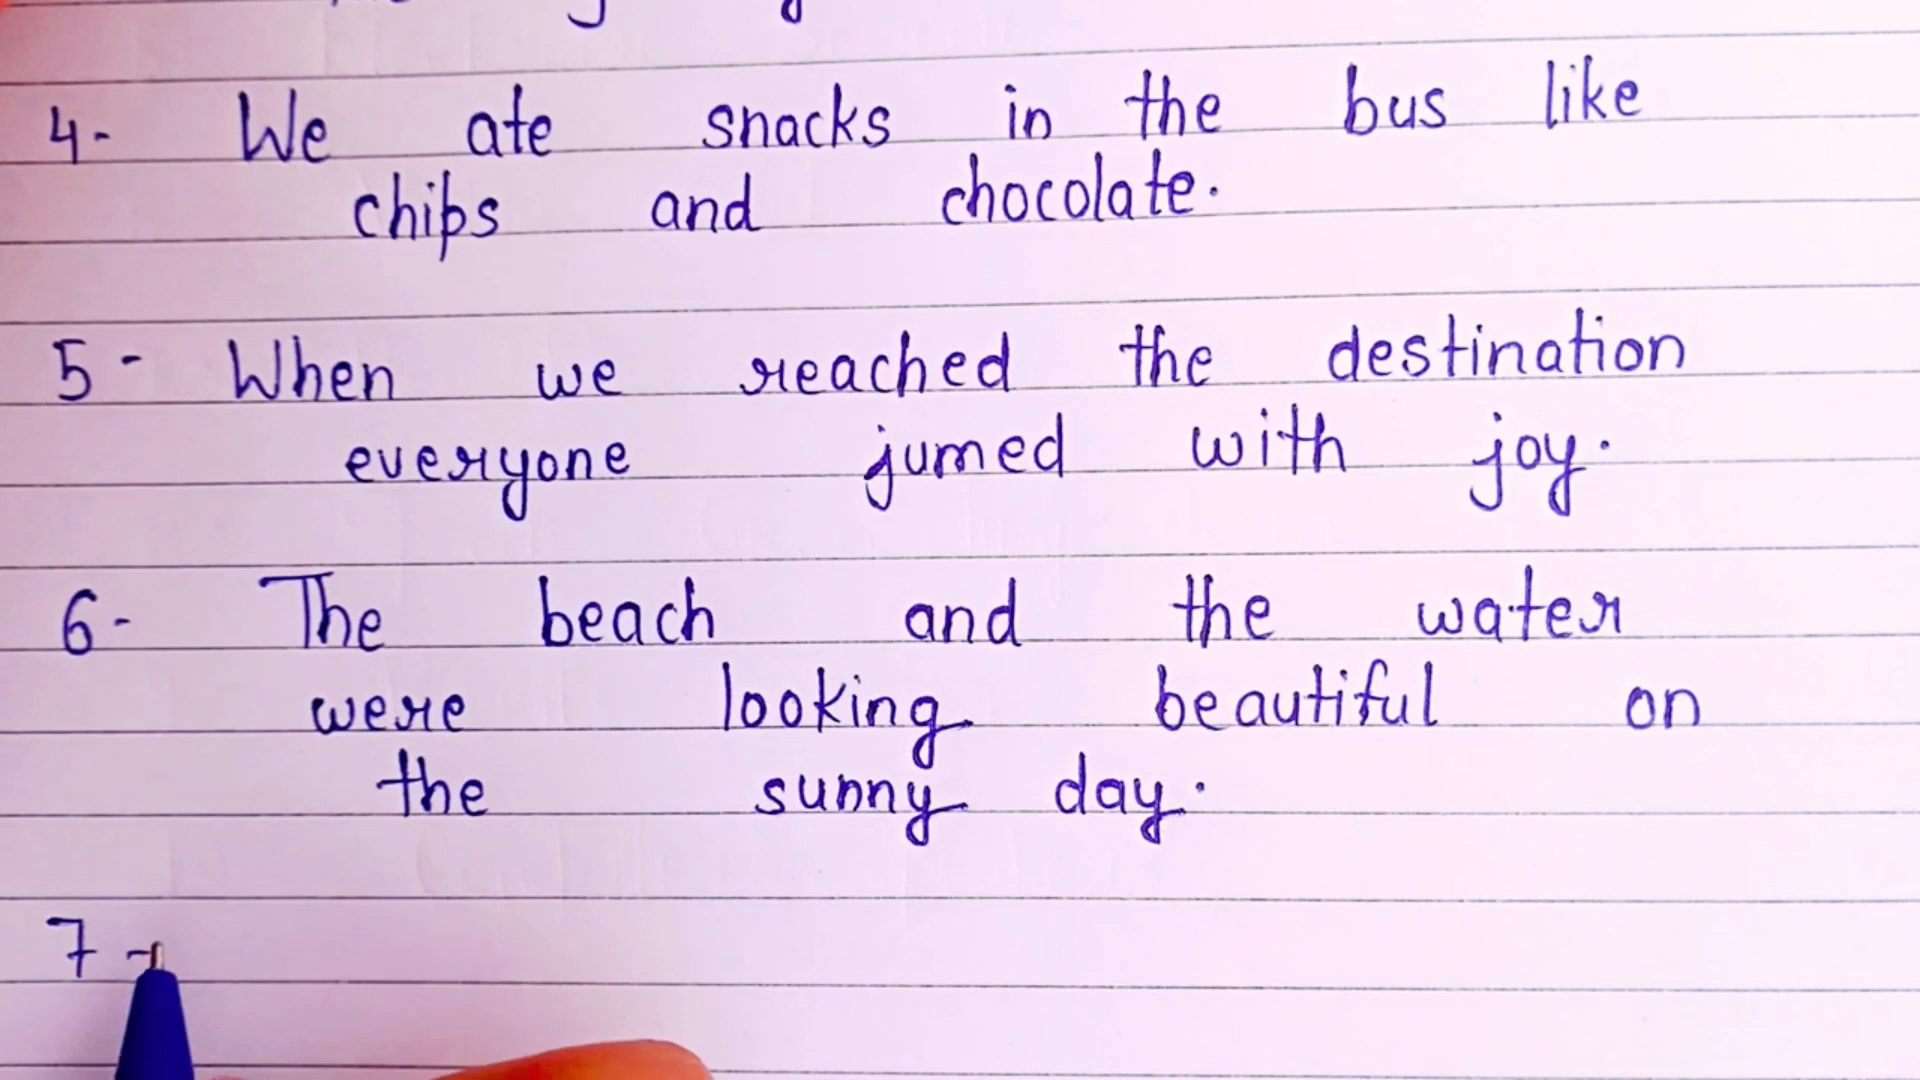 4- We ate snacks in the bus like
chips and chocolate.
5- When we reached the destination
everyone jumed with joy.
6- The beach and the water
were looking beautiful on
the sunny day.
7-